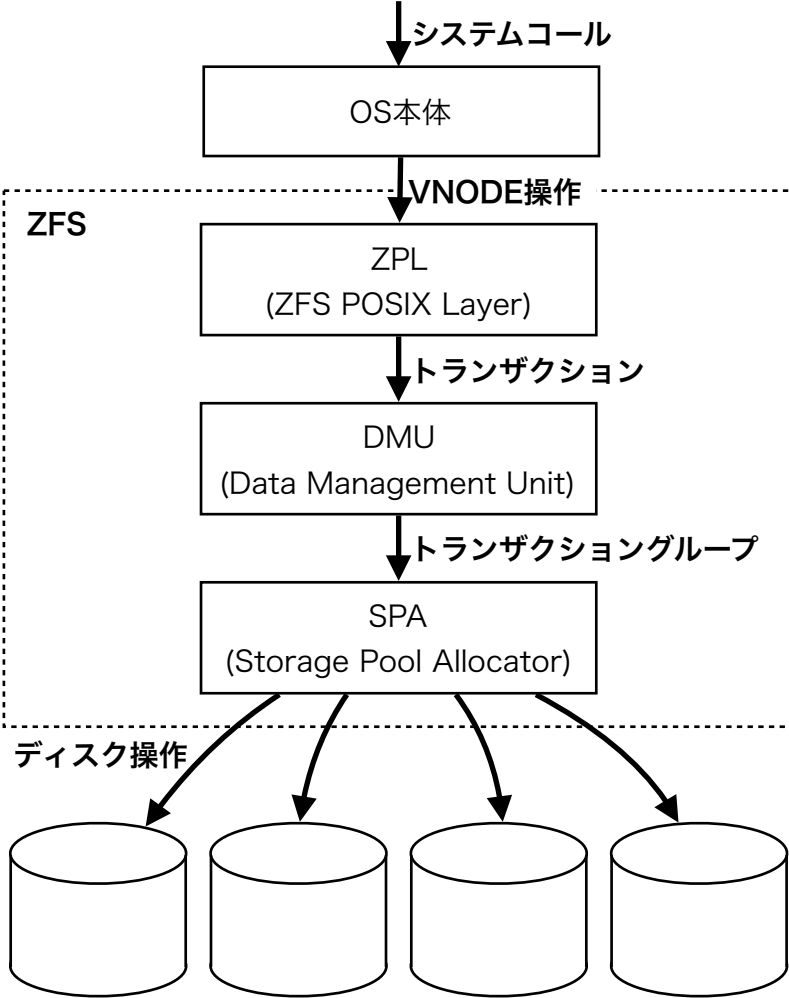 システムコール
OS本体
VNODE操作
ZFS
ZPL
(ZFS POSIX Layer)
トランザクション
DMU
(Data Management Unit)
トランザクショングループ
SPA
(Storage Pool Allocator)
ディスク操作